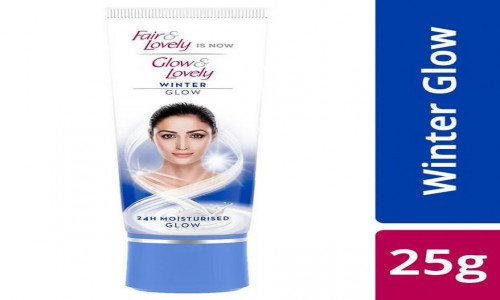 Fair & Lovely IS NOW
Glow & Lovely
WINTER
GLOW
24H MOISTURISED
GLOW
Winter Glow
25g